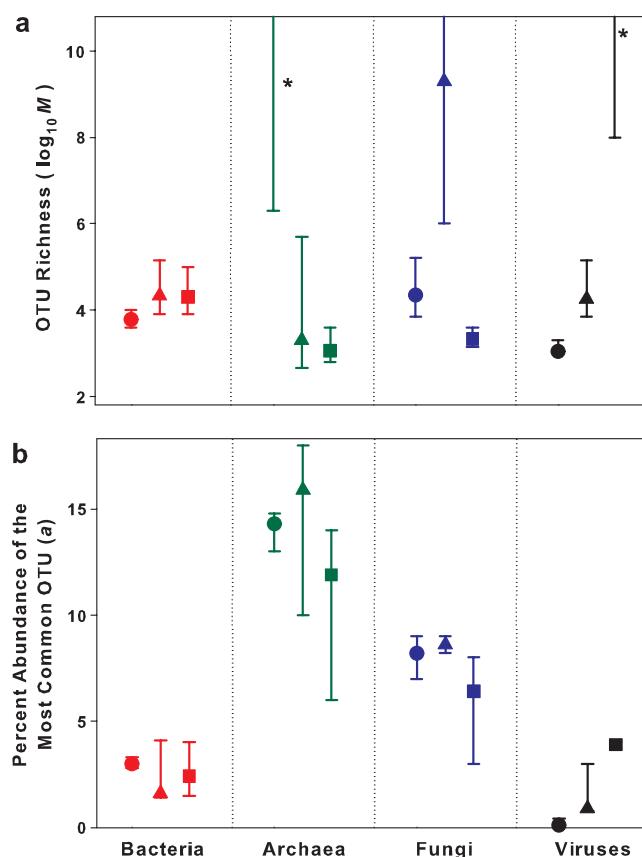 a
OTU Richness ( log10 M )
10
8
6
4
2
*
*
b
Percent Abundance of the
Most Common OTU (a)
15
10
5
0
Bacteria Archaea Fungi Viruses